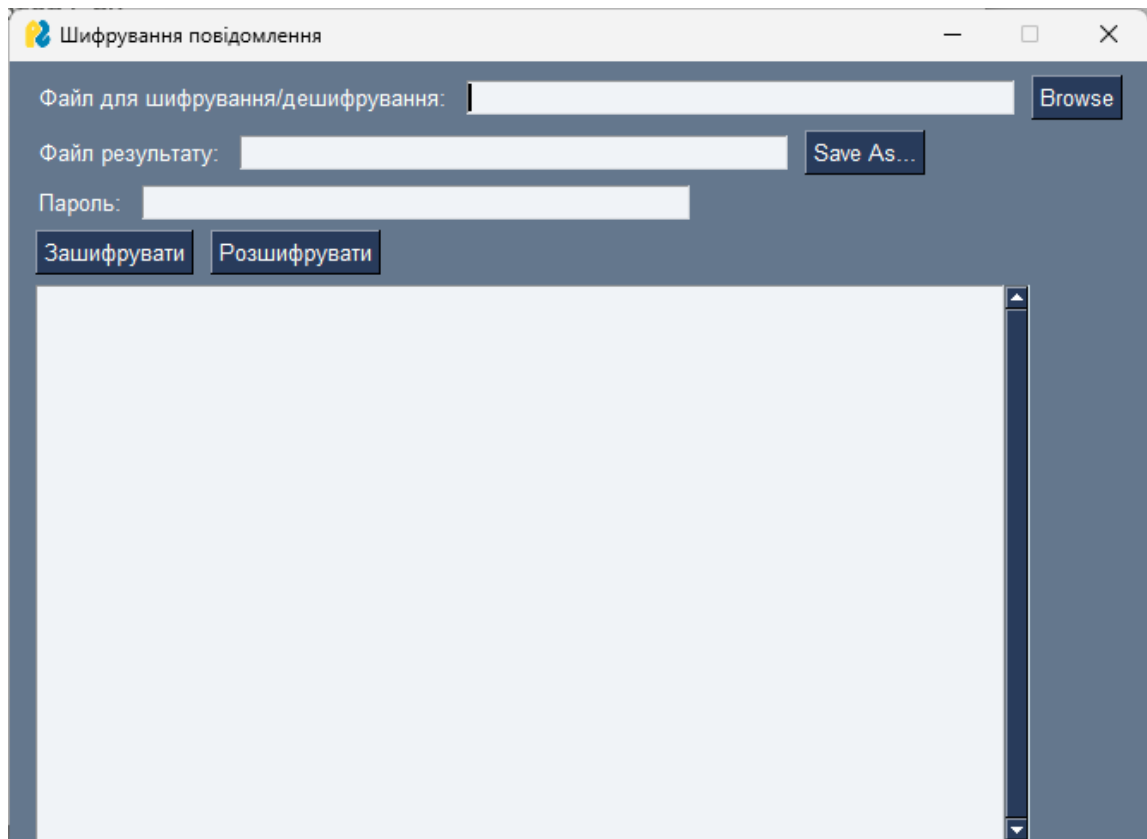 Шифрування повідомлення
Файл для шифрування/дешифрування: Browse
Файл результату: Save As...
Пароль:
Зашифрувати Розшифрувати